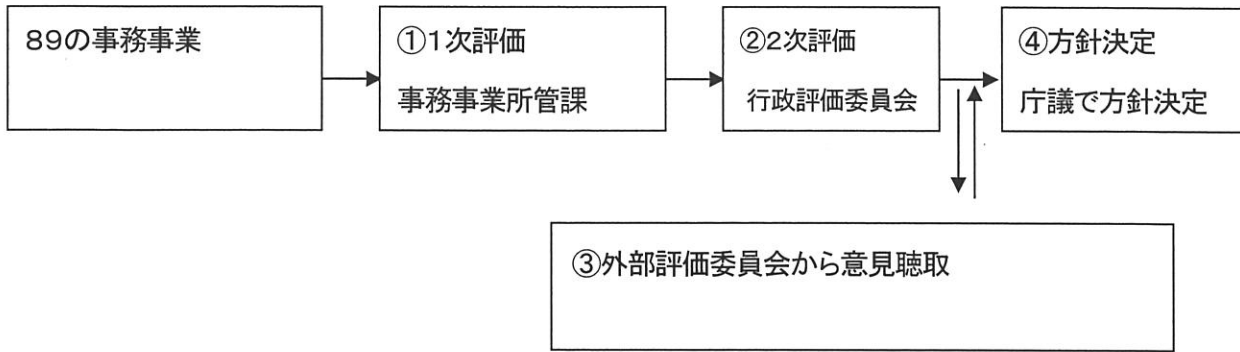 89の事務事業
①1次評価
事務事業所管課
②2次評価
行政評価委員会
④方針決定
庁議で方針決定
③外部評価委員会から意見聴取